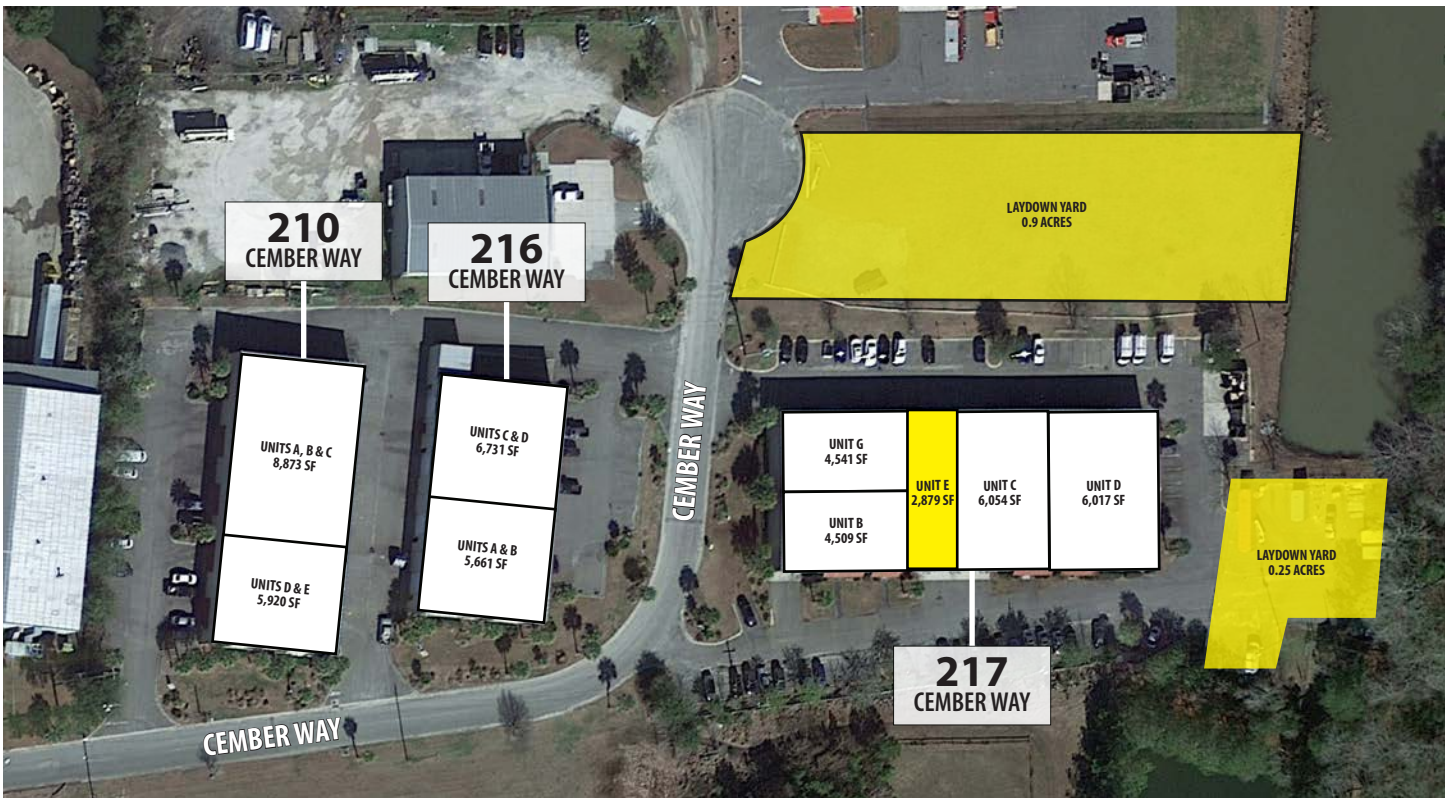 LAYDOWN YARD
0.9 ACRES
210
CEMBER WAY
216
CEMBER WAY
UNITS A, B & C
8,873 SF
UNITS D & E
5,920 SF
UNITS C & D
6,731 SF
UNITS A & B
5,661 SF
CEMBER WAY
UNIT G
4,541 SF
UNIT B
4,509 SF
UNIT E
2,879 SF
UNIT C
6,054 SF
UNIT D
6,017 SF
LAYDOWN YARD
0.25 ACRES
217
CEMBER WAY
CEMBER WAY